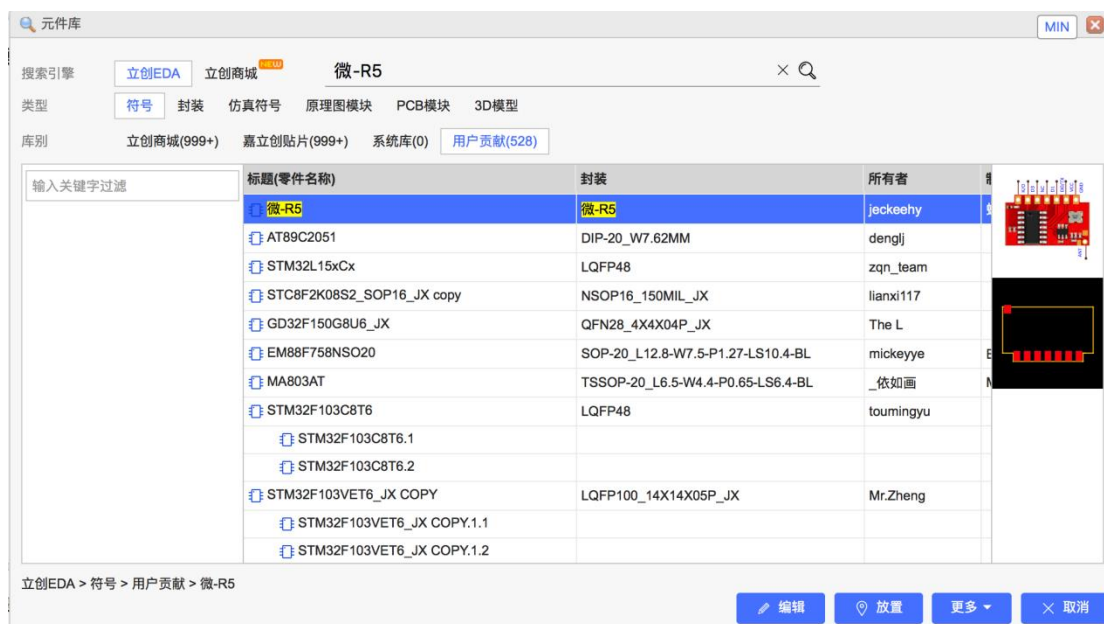 元件库 MIN
搜索引擎 立创EDA 立创商城 NEW 微-R5
类型 符号 封装 仿真符号 原理图模块 PCB模块 3D模型
库别 立创商城(999+) 嘉立创贴片(999+) 系统库(0) 用户贡献(528)
输入关键字过滤
标题(零件名称) 封装 所有者
微-R5 微-R5 jeckeehy
AT89C2051 DIP-20_W7.62MM denglj
STM32L15xCx LQFP48 zqn_team
STC8F2K08S2_SOP16_JX copy NSOP16_150MIL_JX lianxi117
GD32F150G8U6_JX QFN28_4X4X04P_JX The L
EM88F758NSO20 SOP-20_L12.8-W7.5-P1.27-LS10.4-BL mickeyye
MA803AT TSSOP-20_L6.5-W4.4-P0.65-LS6.4-BL _依如画
STM32F103C8T6 LQFP48 toumingyu
STM32F103C8T6.1
STM32F103C8T6.2
STM32F103VET6_JX COPY LQFP100_14X14X05P_JX Mr.Zheng
STM32F103VET6_JX COPY.1.1
STM32F103VET6_JX COPY.1.2
立创EDA > 符号 > 用户贡献 > 微-R5
编辑 放置 更多 取消